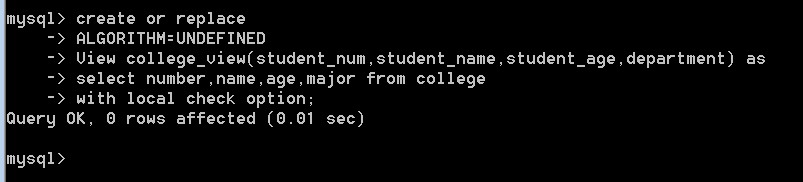 mysql> create or replace
-> ALGORITHM=UNDEFINED
-> View college_view(student_num,student_name,student_age,department) as
-> select number,name,age,major from college
-> with local check option;
Query OK, 0 rows affected (0.01 sec)
mysql>